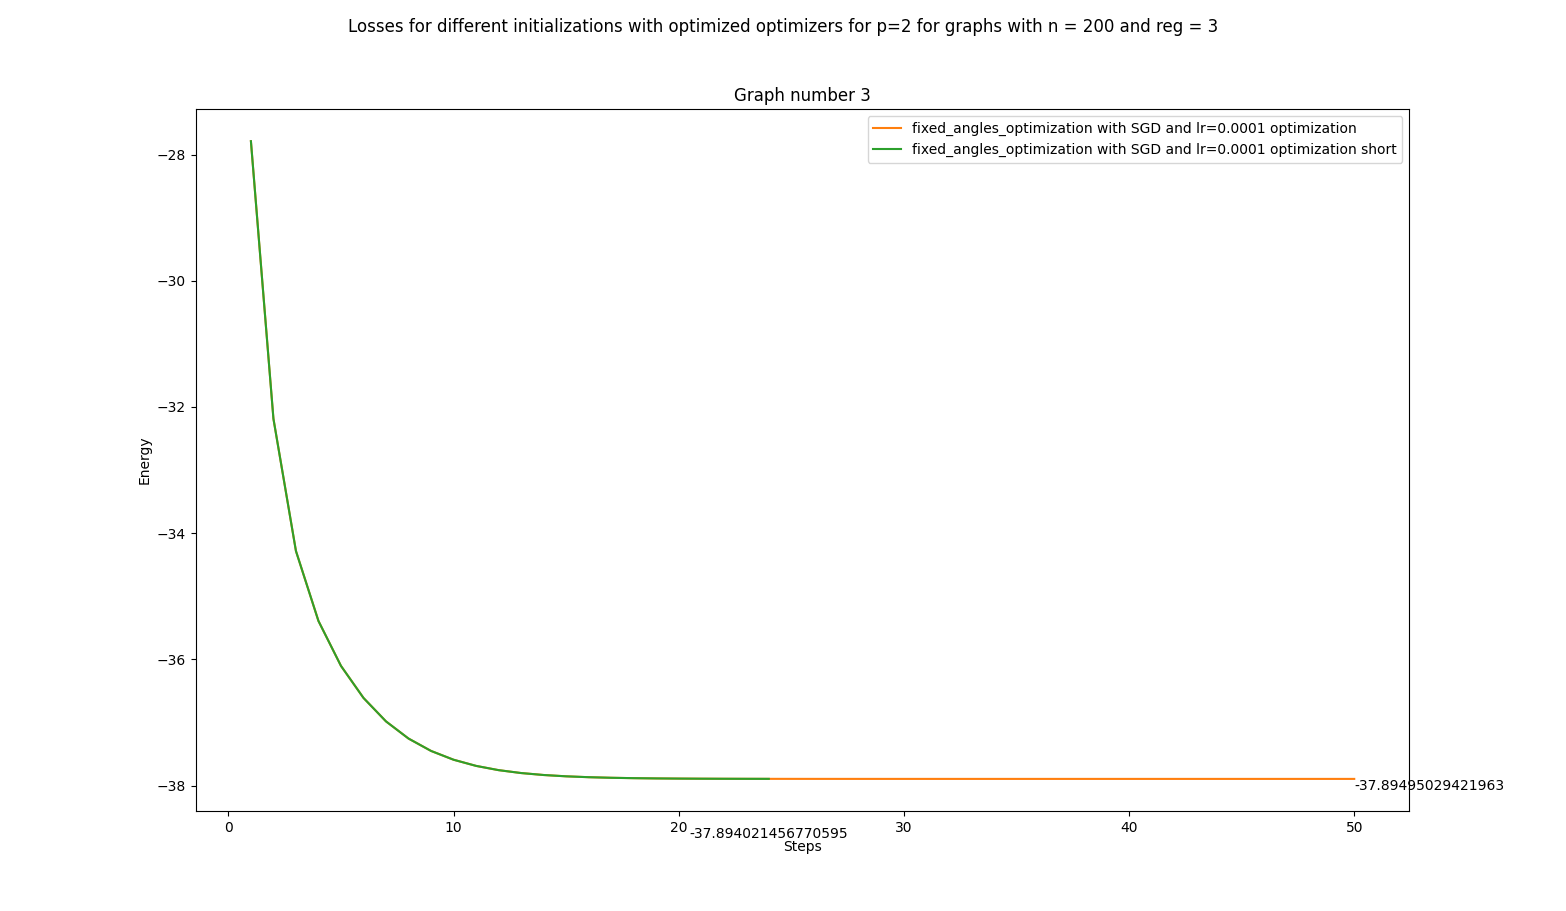 Losses for different initializations with optimized optimizers for p=2 for graphs with n = 200 and reg = 3
Graph number 3
fixed_angles_optimization with SGD and lr=0.0001 optimization
fixed_angles_optimization with SGD and lr=0.0001 optimization short
−28
−30
−32
−34
−36
−38
Energy
-37.89495029421963
0 10 20 30 40 50
-37.894021456770595
Steps